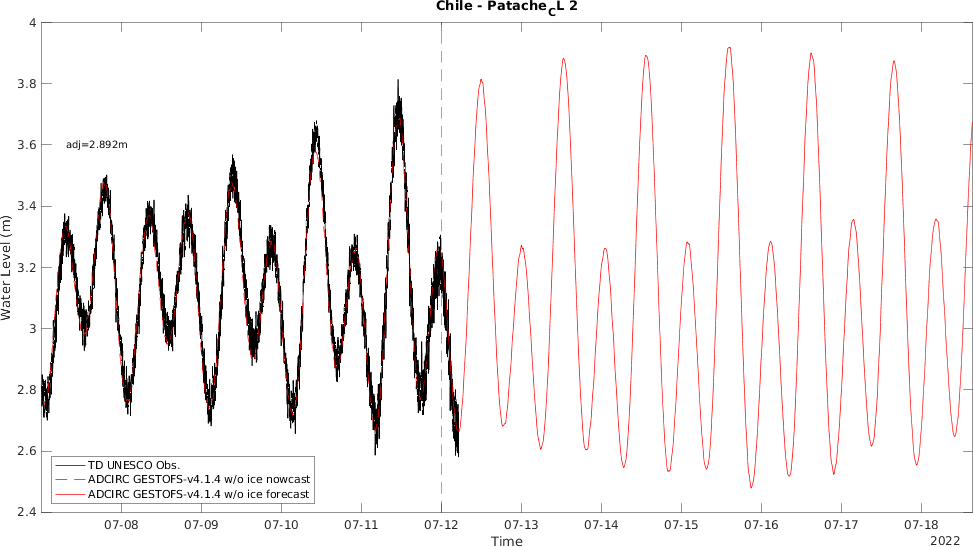 Chile - Patache_CL 2
4
3.8
3.6
3.4
3.2
3
2.8
2.6
2.4
Water Level (m)
adj=2.892m
TD UNESCO Obs.
ADCIRC GESTOFS-v4.1.4 w/o ice nowcast
ADCIRC GESTOFS-v4.1.4 w/o ice forecast
07-08 07-09 07-10 07-11 07-12 07-13 07-14 07-15 07-16 07-17 07-18
Time
2022